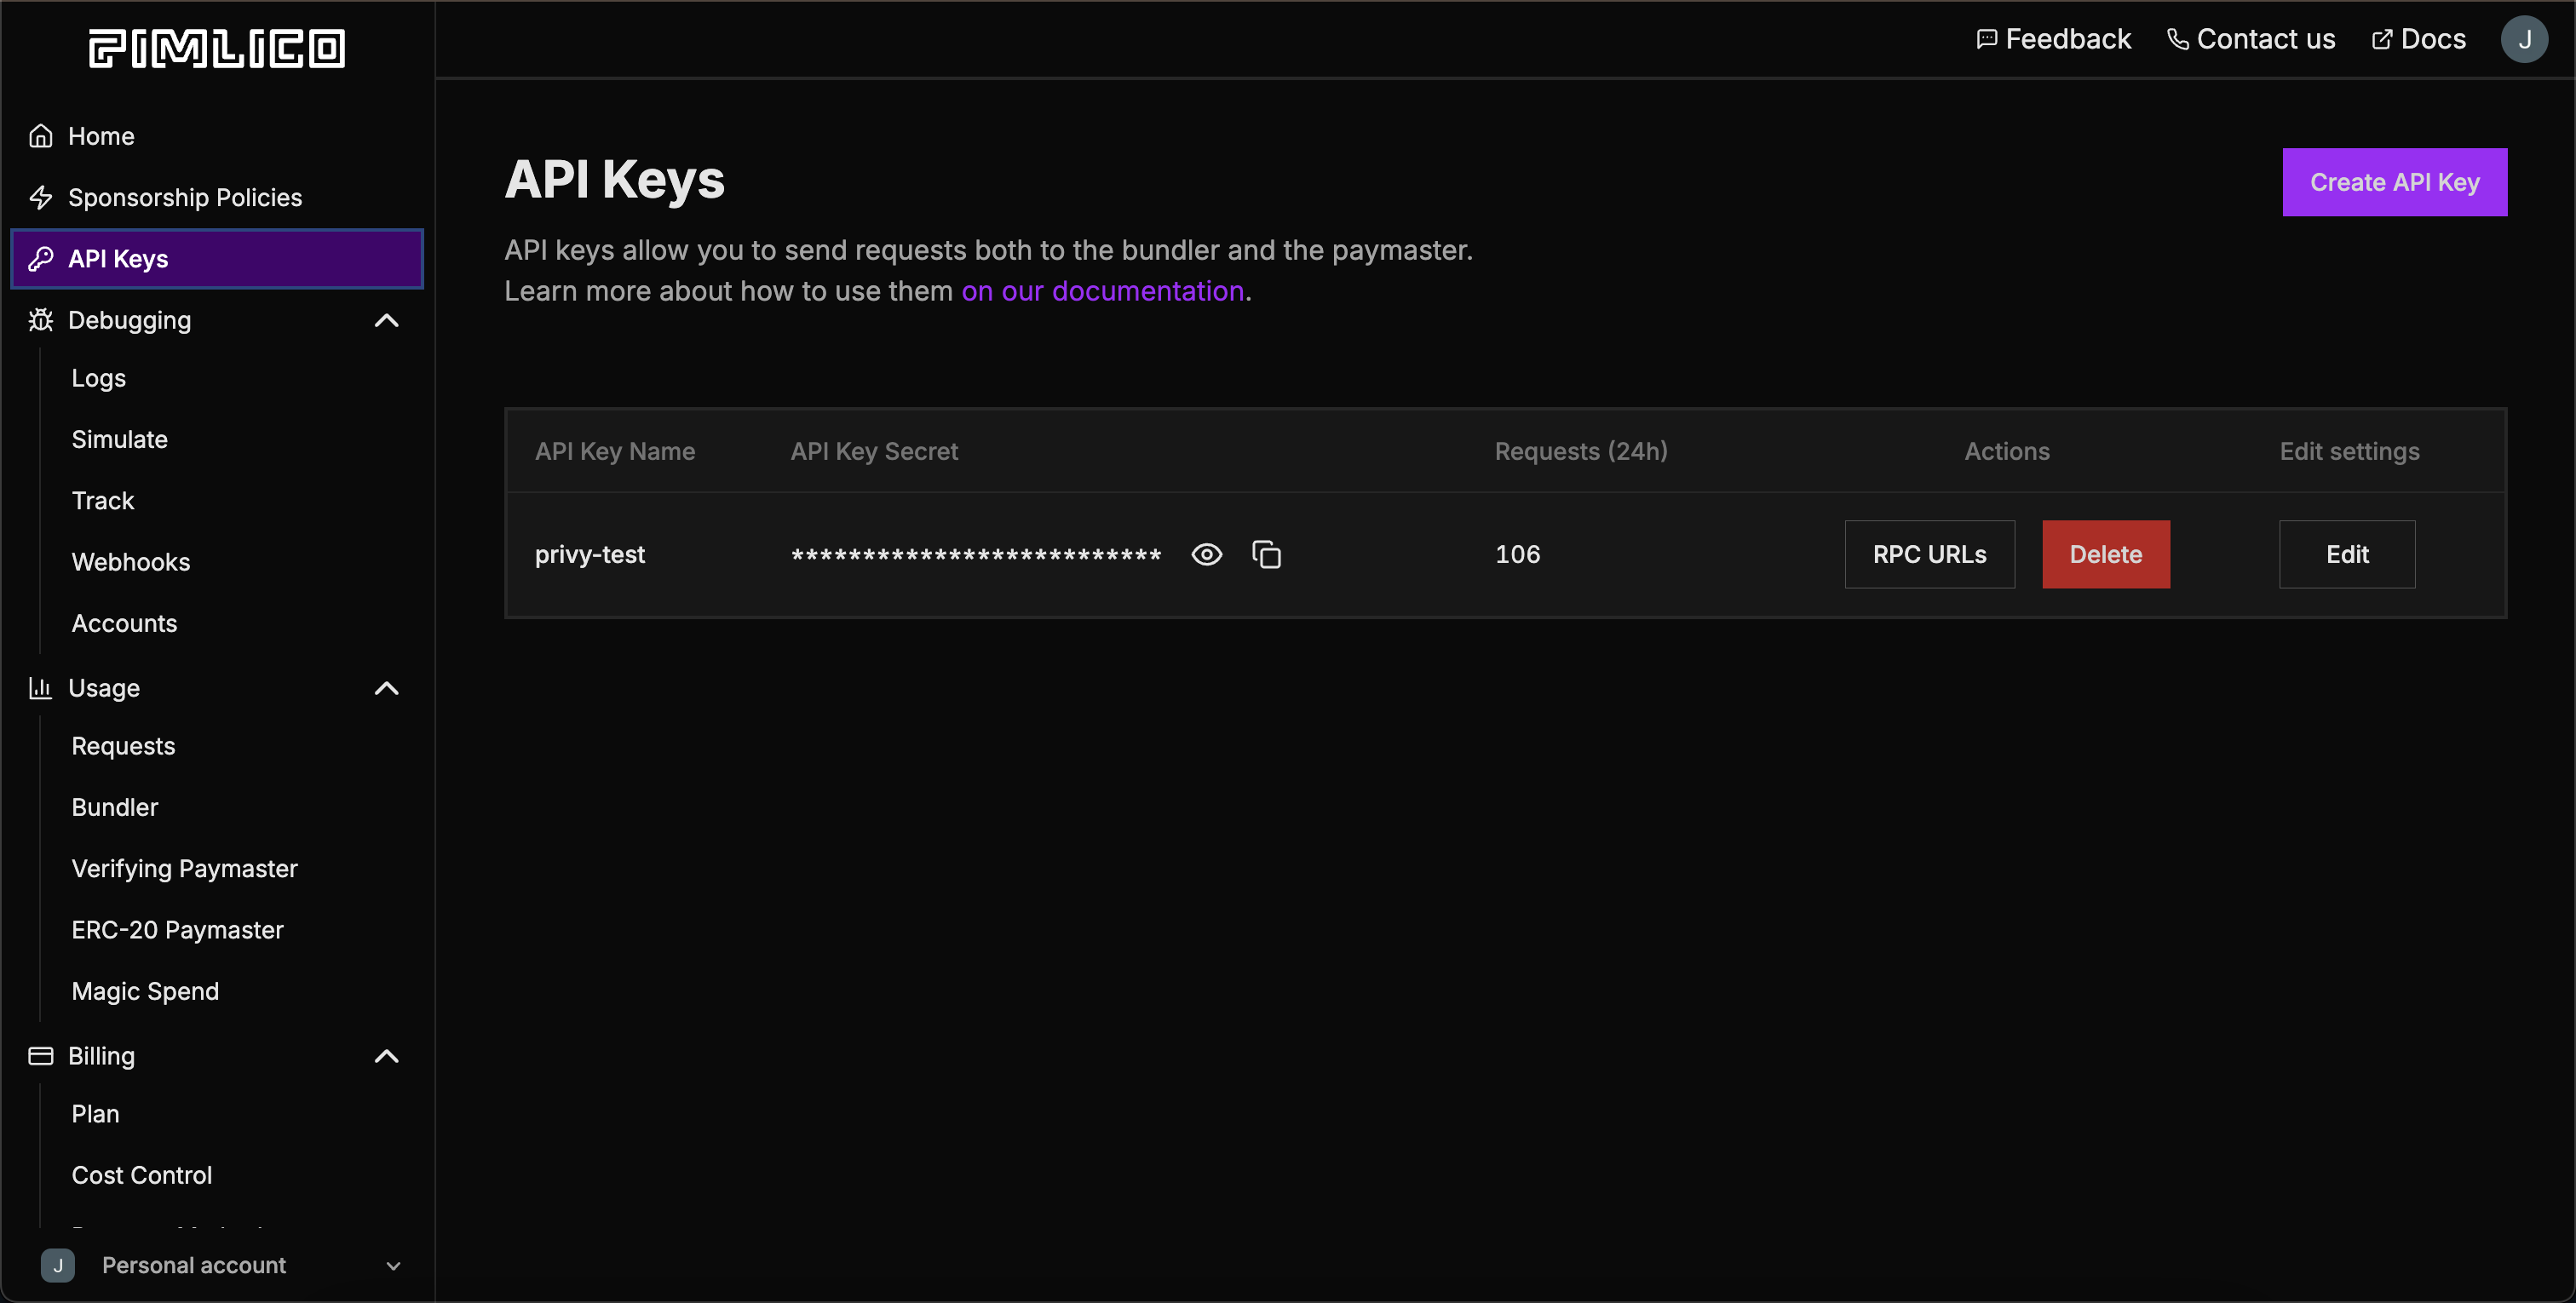 PIMLICO
Feedback
Contact us
Docs
J
Home
Sponsorship Policies
API Keys
Debugging
Logs
Simulate
Track
Webhooks
Accounts
Usage
Requests
Bundler
Verifying Paymaster
ERC-20 Paymaster
Magic Spend
Billing
Plan
Cost Control
J Personal account
API Keys
Create API Key
API keys allow you to send requests both to the bundler and the paymaster.
Learn more about how to use them on our documentation.
API Key Name API Key Secret Requests (24h) Actions Edit settings
privy-test ************************** 106 RPC URLs Delete Edit